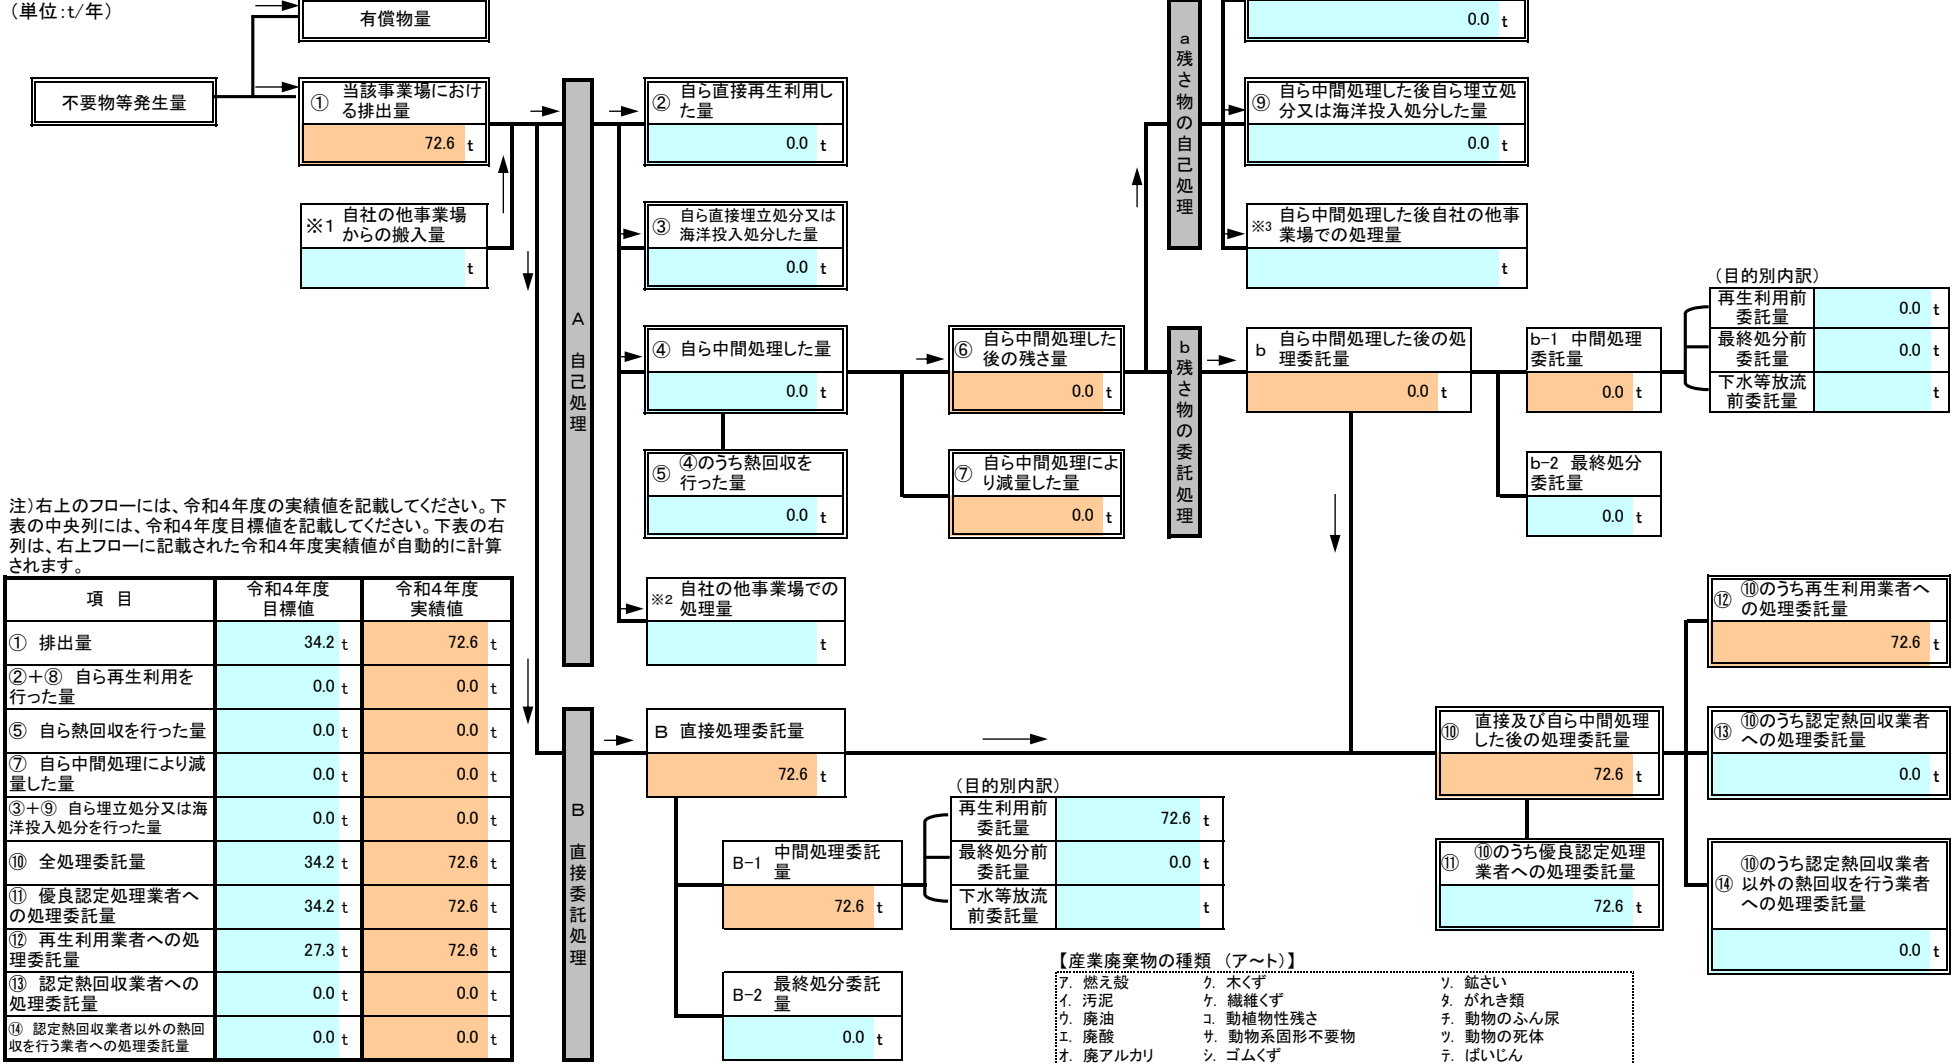 （単位：t/年）
有償物量
不要物等発生量
①
当該事業場におけ
る排出量
72.6 t
※1
自社の他事業場
からの搬入量
t
A 自己処理
②
自ら直接再生利用し
た量
0.0 t
③
自ら直接埋立処分又は
海洋投入処分した量
0.0 t
④ 自ら中間処理した量
0.0 t
⑤
④のうち熱回収を
行った量
0.0 t
※2
自社の他事業場での
処理量
t
⑥
自ら中間処理した
後の残さ量
0.0 t
⑦
自ら中間処理によ
り減量した量
0.0 t
a 残さ物の自己処理
0.0 t
⑨
自ら中間処理した後自ら埋立処
分又は海洋投入処分した量
0.0 t
※3
自ら中間処理した後自社の他事
業場での処理量
t
b 残さ物の委託処理
b
自ら中間処理した後の処
理委託量
0.0 t
b-1 中間処理
委託量
0.0 t
b-2 最終処分
委託量
0.0 t
（目的別内訳）
再生利用前
委託量
0.0 t
最終処分前
委託量
0.0 t
下水等放流
前委託量
t
注）右上のフローには、令和４年度の実績値を記載してください。下
表の中央列には、令和４年度目標値を記載してください。下表の右
列は、右上フローに記載された令和４年度実績値が自動的に計算
されます。
項 目
令和４年度
目標値
令和４年度
実績値
① 排出量
34.2 t
72.6 t
②＋⑧ 自ら再生利用を
行った量
0.0 t
0.0 t
⑤ 自ら熱回収を行った量
0.0 t
0.0 t
⑦ 自ら中間処理により減
量した量
0.0 t
0.0 t
③＋⑨ 自ら埋立処分又は海
洋投入処分を行った量
0.0 t
0.0 t
⑩ 全処理委託量
34.2 t
72.6 t
⑪ 優良認定処理業者へ
の処理委託量
34.2 t
72.6 t
⑫ 再生利用業者への処
理委託量
27.3 t
72.6 t
⑬ 認定熱回収業者への
処理委託量
0.0 t
0.0 t
⑭ 認定熱回収業者以外の熱回
収を行う業者への処理委託量
0.0 t
0.0 t
B 直接委託処理
B 直接処理委託量
72.6 t
B-1
中間処理委託
量
72.6 t
B-2
最終処分委託
量
0.0 t
（目的別内訳）
再生利用前
委託量
72.6 t
最終処分前
委託量
0.0 t
下水等放流
前委託量
t
⑩
直接及び自ら中間処理
した後の処理委託量
72.6 t
⑪
⑩のうち優良認定処理
業者への処理委託量
72.6 t
⑫
⑩のうち再生利用業者へ
の処理委託量
72.6 t
⑬
⑩のうち認定熱回収業者
への処理委託量
0.0 t
⑭
⑩のうち認定熱回収業者
以外の熱回収を行う業者
への処理委託量
0.0 t
【産業廃棄物の種類 （ア～ト）】
ア. 燃え殻 ク. 木くず ソ. 鉱さい
イ. 汚泥 ケ. 繊維くず タ. がれき類
ウ. 廃油 コ. 動植物性残さ チ. 動物のふん尿
エ. 廃酸 サ. 動物系固形不要物 ツ. 動物の死体
オ. 廃アルカリ シ. ゴムくず テ. ばいじん